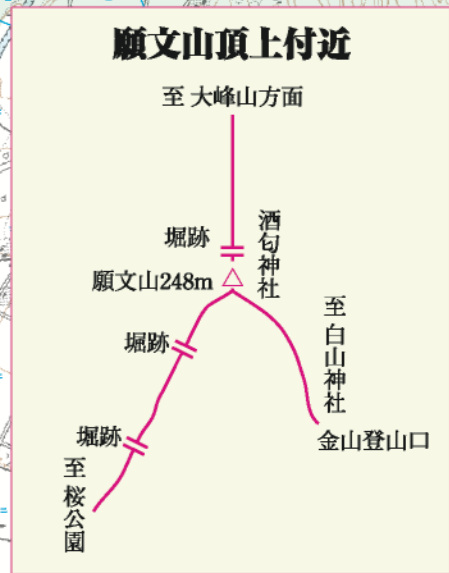 願文山頂上付近
至 大峰山方面
酒匂神社
堀跡
願文山248m
至 白山神社
堀跡
金山登山口
堀跡
至 桜公園